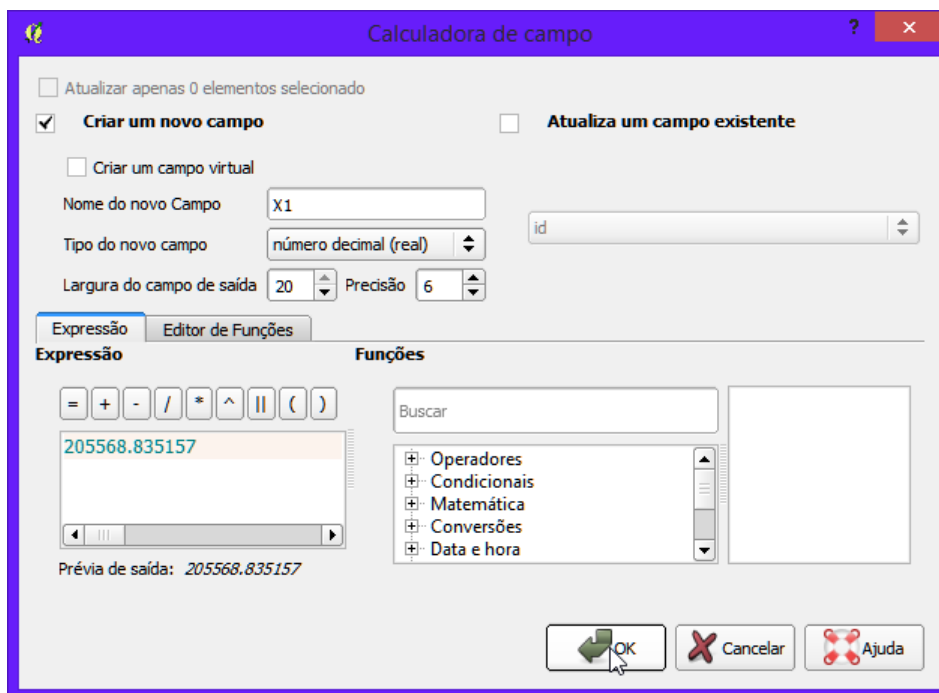 Calculadora de campo
?
Atualizar apenas 0 elementos selecionado
Criar um novo campo
Atualiza um campo existente
Criar um campo virtual
Nome do novo Campo X1
id
Tipo do novo campo número decimal (real)
Largura do campo de saída 20 Precisão 6
Expressão Editor de Funções
Expressão
Funções
= + - / * ^ || ( )
Buscar
205568.835157
Operadores
Condicionais
Matemática
Conversões
Data e hora
Prévia de saída: 205568.835157
OK Cancelar Ajuda